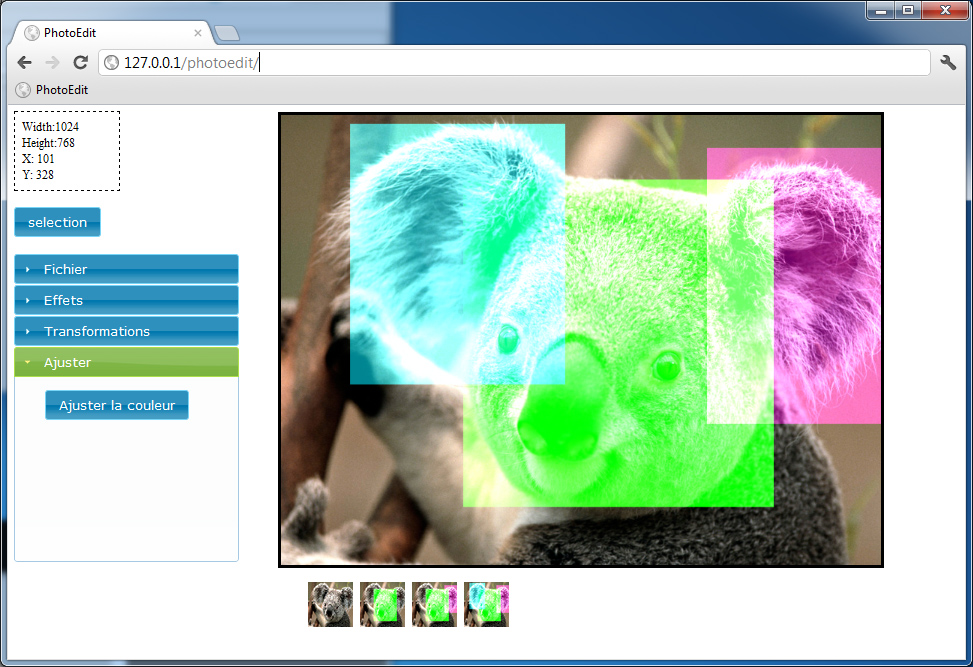 PhotoEdit
127.0.0.1/photoedit/
PhotoEdit
Width:1024
Height:768
X: 101
Y: 328
selection
Fichier
Effets
Transformations
Ajuster
Ajuster la couleur